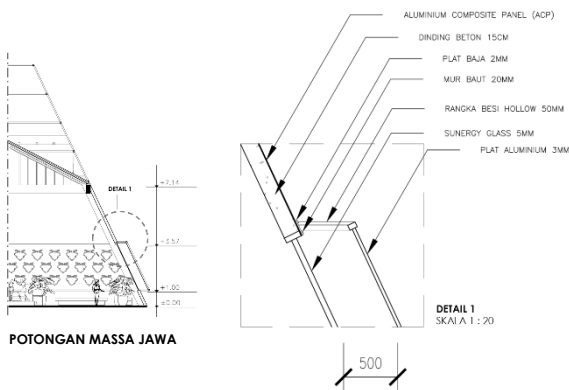 ALUMINIUM COMPOSITE PANEL (ACP)
DINDING BETON 15CM
PLAT BAJA 2MM
MUR BAUT 20MM
RANGKA BESI HOLLOW 50MM
SUNERGY GLASS 5MM
PLAT ALUMINIUM 3MM
DETAIL 1
+7.14
+3.57
+1.00
±0.00
POTONGAN MASSA JAWA
DETAIL 1
SKALA 1 : 20
500